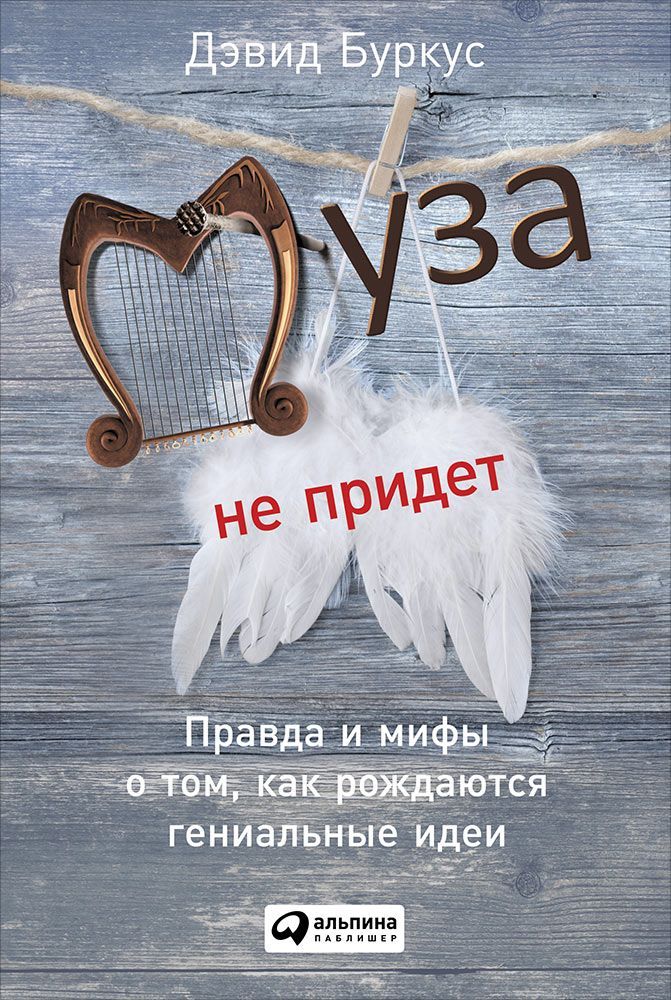 Дэвид Буркус
Муза
не придет
Правда и мифы
о том, как рождаются
гениальные идеи
альпина
ПАБЛИШЕР